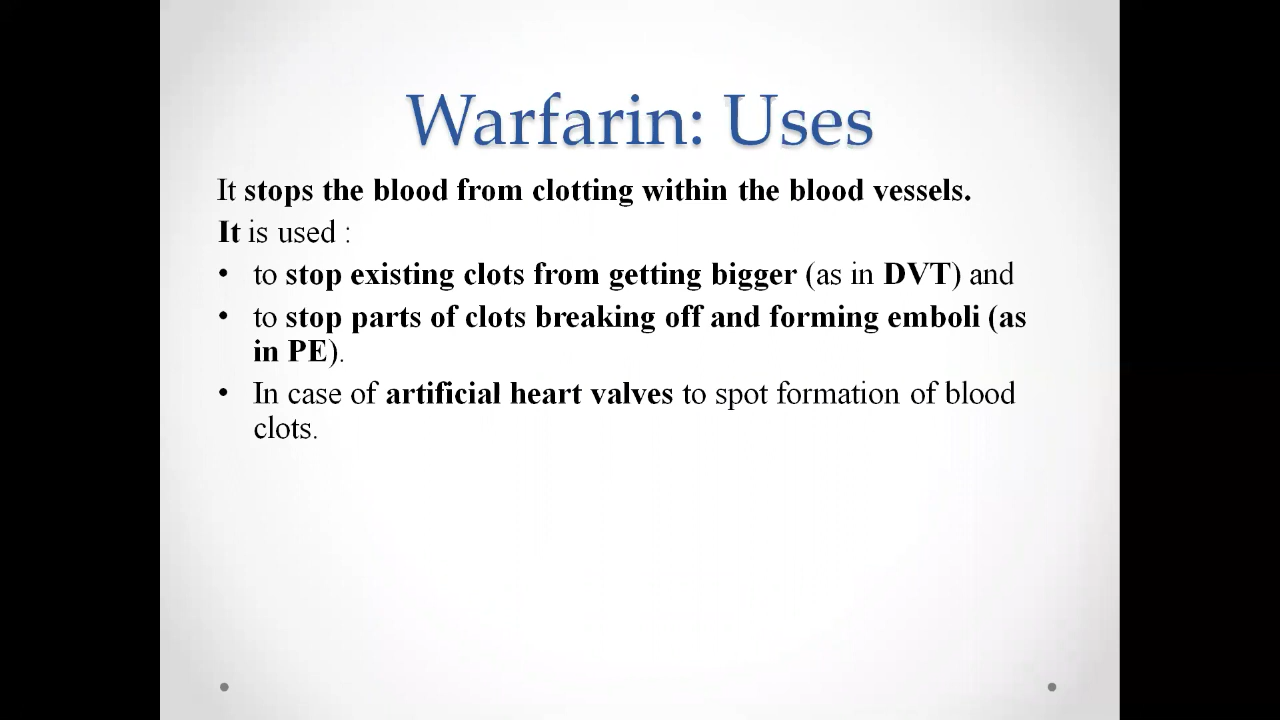 Warfarin: Uses
It stops the blood from clotting within the blood vessels.
It is used :
• to stop existing clots from getting bigger (as in DVT) and
• to stop parts of clots breaking off and forming emboli (as
in PE).
• In case of artificial heart valves to spot formation of blood
clots.